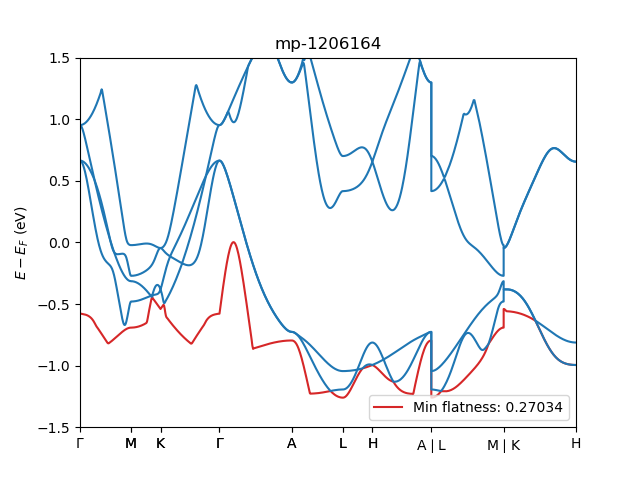 mp-1206164
E − E_F (eV)
1.5
1.0
0.5
0.0
−0.5
−1.0
−1.5
Min flatness: 0.27034
Γ M K Γ A L H A | L M | K H